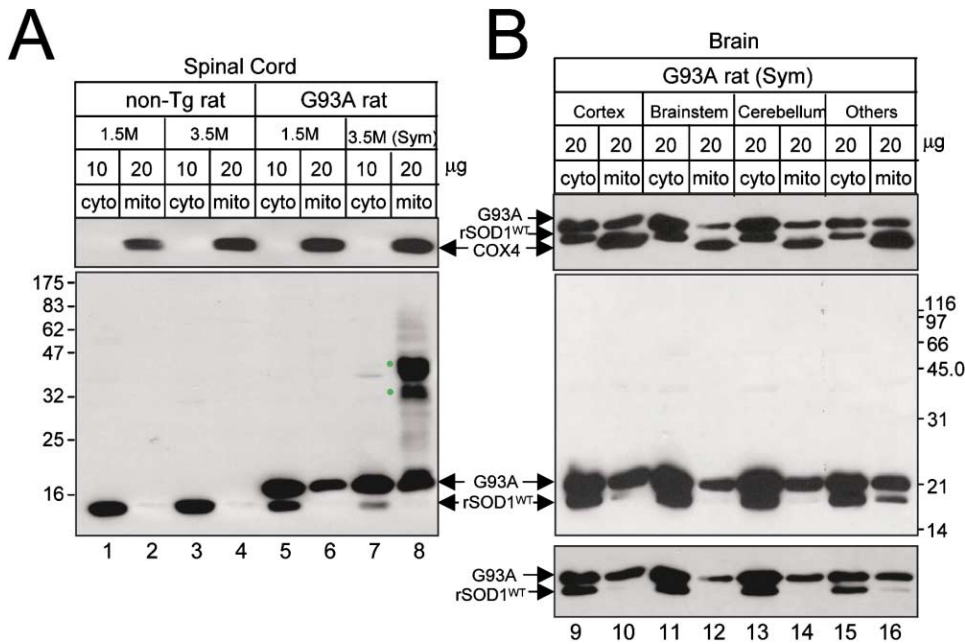 A
Spinal Cord
non-Tg rat G93A rat
1.5M 3.5M 1.5M 3.5M (Sym)
10 20 10 20 10 20 10 20 μg
cyto mito cyto mito cyto mito cyto mito
175
83
62
47
32
25
16
1 2 3 4 5 6 7 8
B
Brain
G93A rat (Sym)
Cortex Brainstem Cerebellum Others
20 20 20 20 20 20 20 20 μg
cyto mito cyto mito cyto mito cyto mito
G93A
rSOD1WT
COX4
116
97
66
45.0
31
21
14
G93A
rSOD1WT
G93A
rSOD1WT
9 10 11 12 13 14 15 16